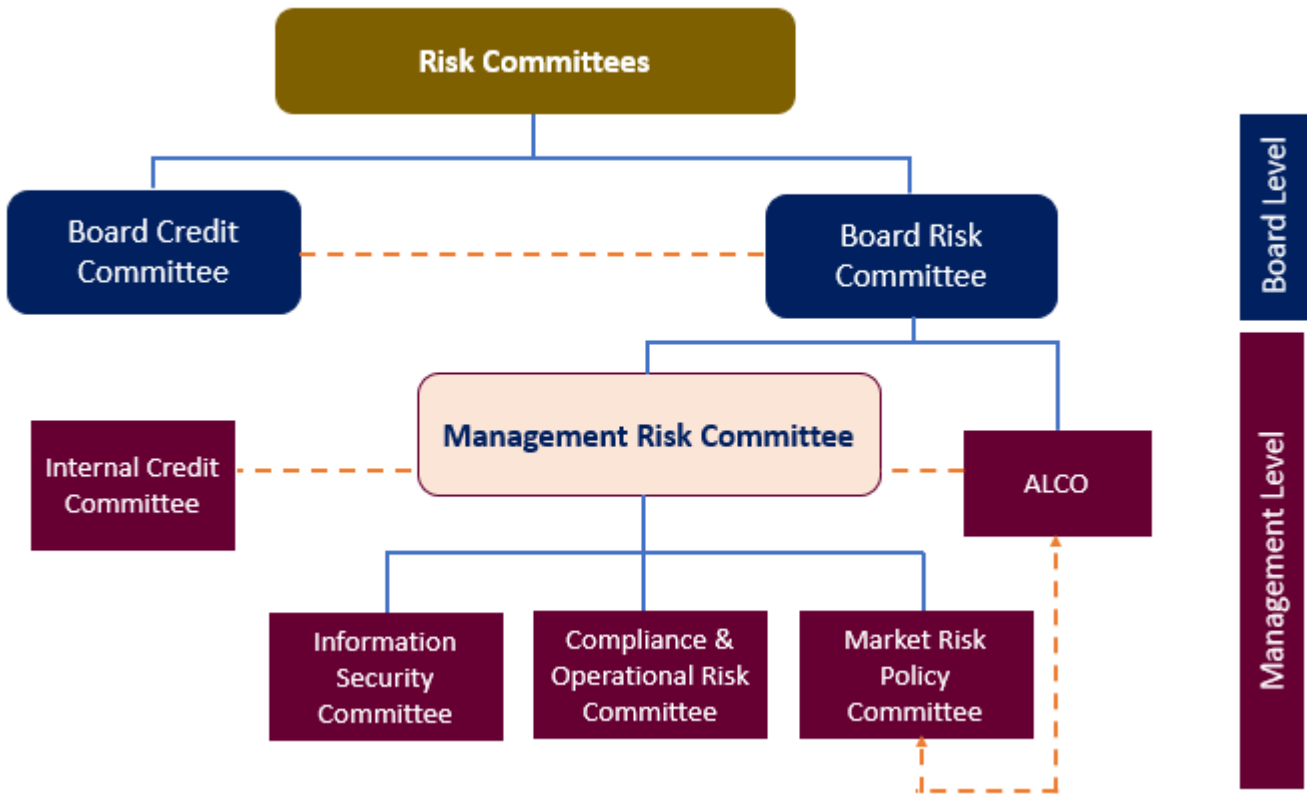 Risk Committees
Board Credit
Committee
Board Risk
Committee
Board Level
Management Risk Committee
Internal Credit
Committee
ALCO
Management Level
Information
Security
Committee
Compliance &
Operational Risk
Committee
Market Risk
Policy
Committee